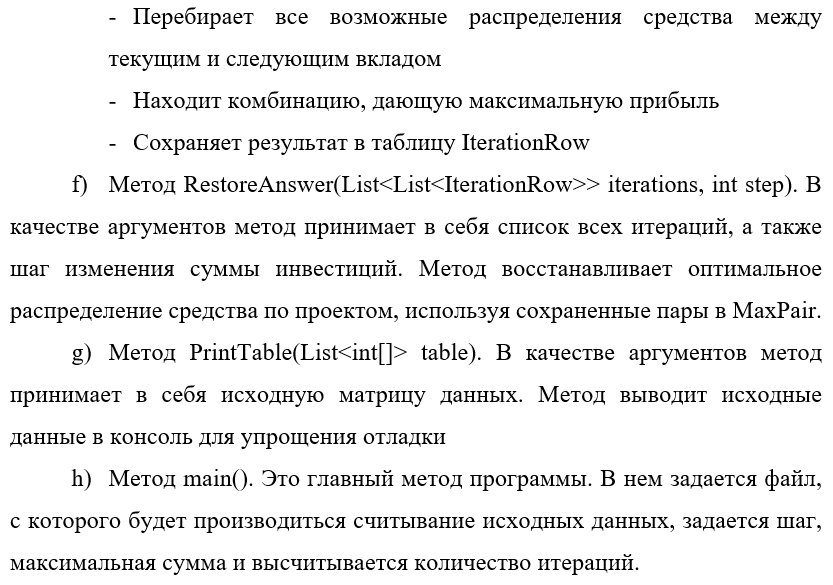 - Перебирает все возможные распределения средства между
текущим и следующим вкладом
- Находит комбинацию, дающую максимальную прибыль
- Сохраняет результат в таблицу IterationRow
f) Метод RestoreAnswer(List<List<IterationRow>> iterations, int step). В
качестве аргументов метод принимает в себя список всех итераций, а также
шаг изменения суммы инвестиций. Метод восстанавливает оптимальное
распределение средства по проектом, используя сохраненные пары в MaxPair.
g) Метод PrintTable(List<int[]> table). В качестве аргументов метод
принимает в себя исходную матрицу данных. Метод выводит исходные
данные в консоль для упрощения отладки
h) Метод main(). Это главный метод программы. В нем задается файл,
с которого будет производиться считывание исходных данных, задается шаг,
максимальная сумма и высчитывается количество итераций.